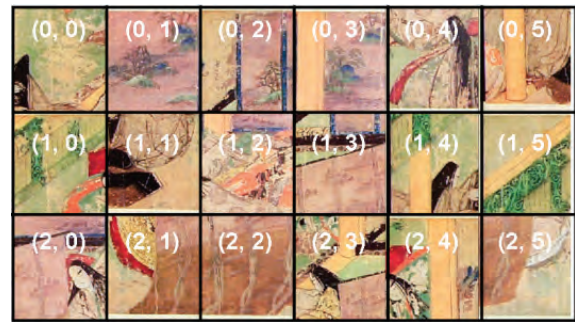 (0, 0) (0, 1) (0, 2) (0, 3) (0, 4) (0, 5)
(1, 0) (1, 1) (1, 2) (1, 3) (1, 4) (1, 5)
(2, 0) (2, 1) (2, 2) (2, 3) (2, 4) (2, 5)